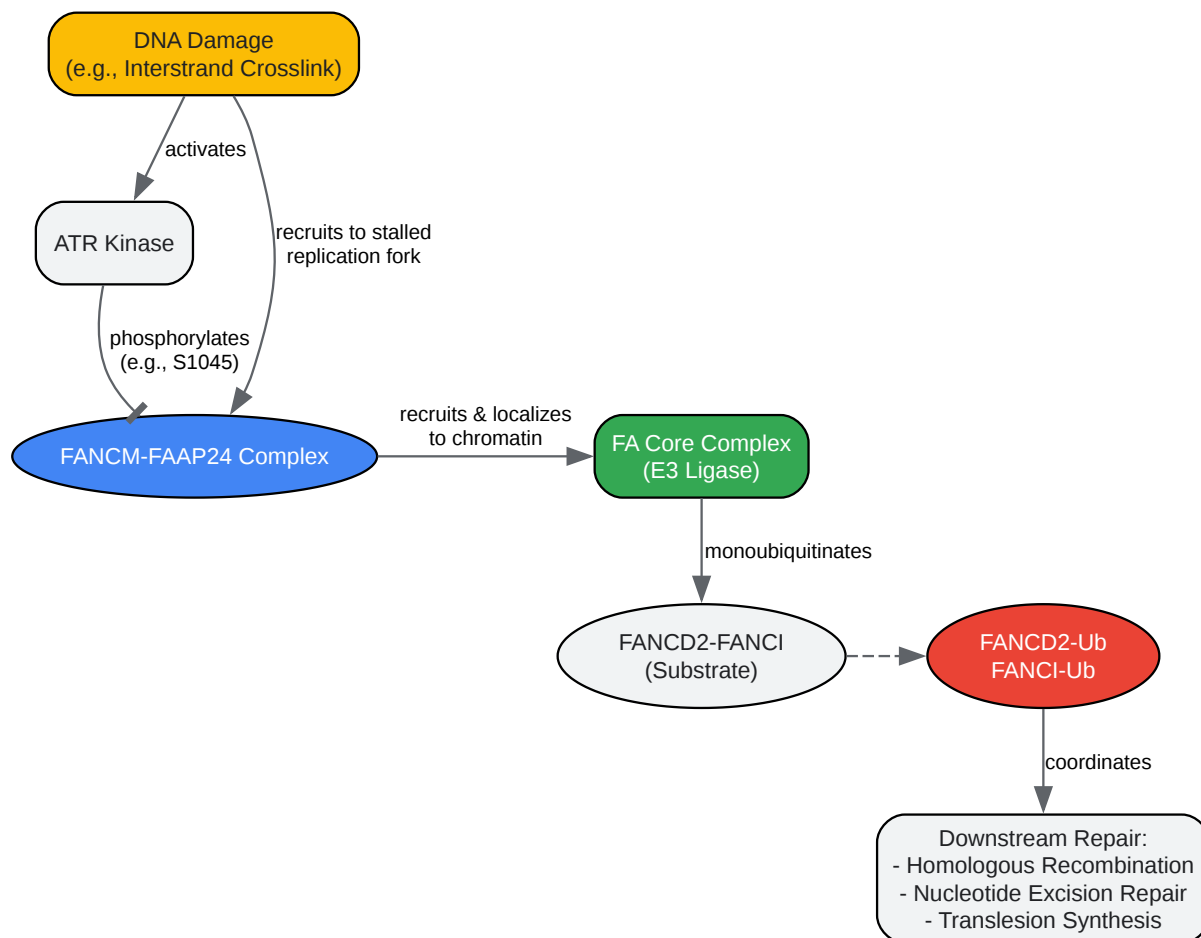 DNA Damage
(e.g., Interstrand Crosslink)
activates
ATR Kinase
recruits to stalled
replication fork
phosphorylates
(e.g., S1045)
FANCM-FAAP24 Complex
recruits & localizes
to chromatin
FA Core Complex
(E3 Ligase)
monoubiquitinates
FANCD2-FANCI
(Substrate)
FANCD2-Ub
FANCI-Ub
coordinates
Downstream Repair:
- Homologous Recombination
- Nucleotide Excision Repair
- Translesion Synthesis